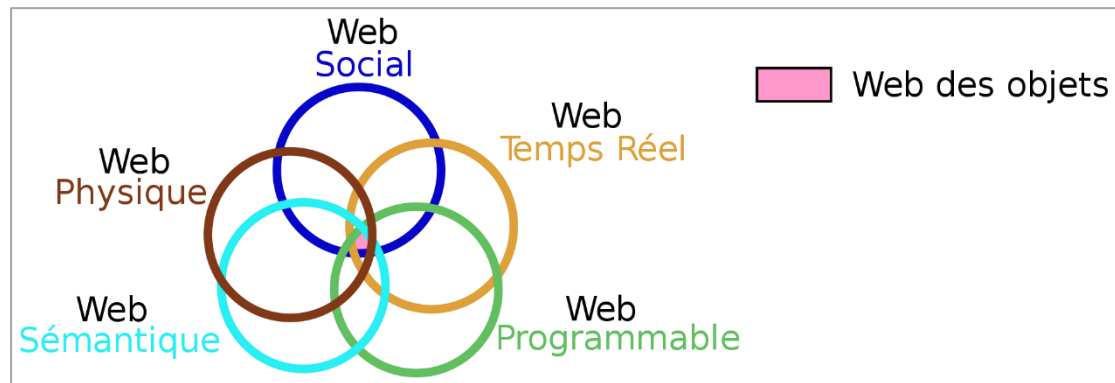 Web
Social
Web des objets
Web
Temps Réel
Web
Physique
Web
Sémantique
Web
Programmable